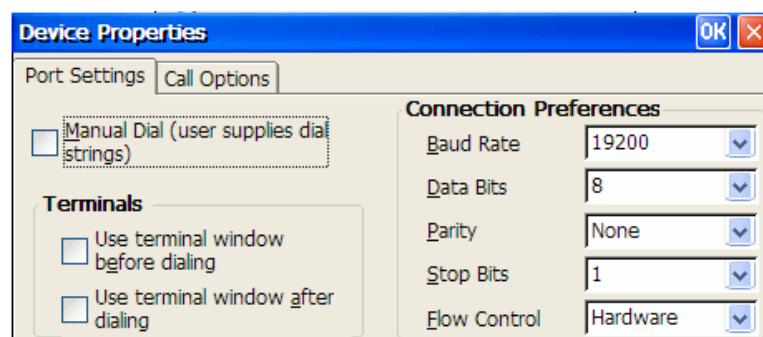 Device Properties OK
Port Settings Call Options
Manual Dial (user supplies dial
strings)
Terminals
Use terminal window
before dialing
Use terminal window after
dialing
Connection Preferences
Baud Rate 19200
Data Bits 8
Parity None
Stop Bits 1
Flow Control Hardware